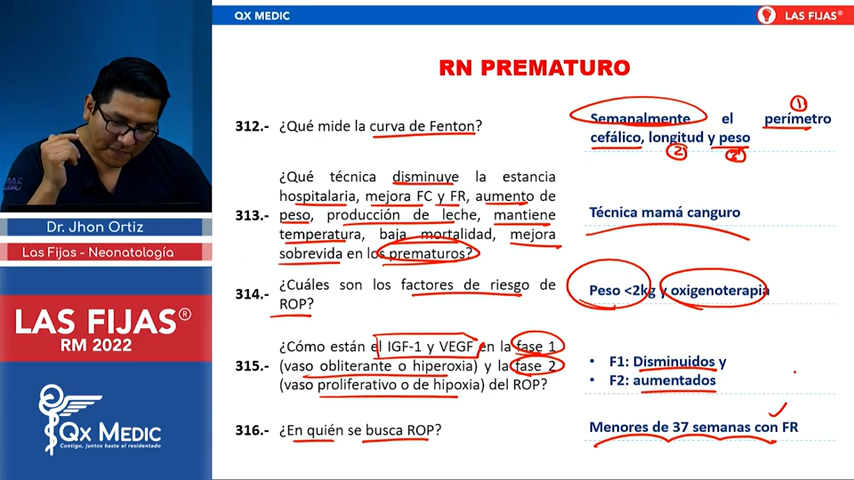 QX MEDIC
LAS FIJAS®
RN PREMATURO
312.- ¿Qué mide la curva de Fenton?
Semanalmente el perímetro
cefálico, longitud y peso
1
2
3
313.- ¿Qué técnica disminuye la estancia
hospitalaria, mejora FC y FR, aumento de
peso, producción de leche, mantiene
temperatura, baja mortalidad, mejora
sobrevida en los prematuros?
Técnica mamá canguro
314.- ¿Cuáles son los factores de riesgo de
ROP?
Peso <2kg y oxigenoterapia
315.- ¿Cómo están el IGF-1 y VEGF en la fase 1
(vaso obliterante o hiperoxia) y la fase 2
(vaso proliferativo o de hipoxia) del ROP?
• F1: Disminuidos y
• F2: aumentados
316.- ¿En quién se busca ROP?
Menores de 37 semanas con FR
Dr. Jhon Ortiz
Las Fijas - Neonatología
LAS FIJAS®
RM 2022
QX MEDIC
Contigo, juntos hasta el residentado